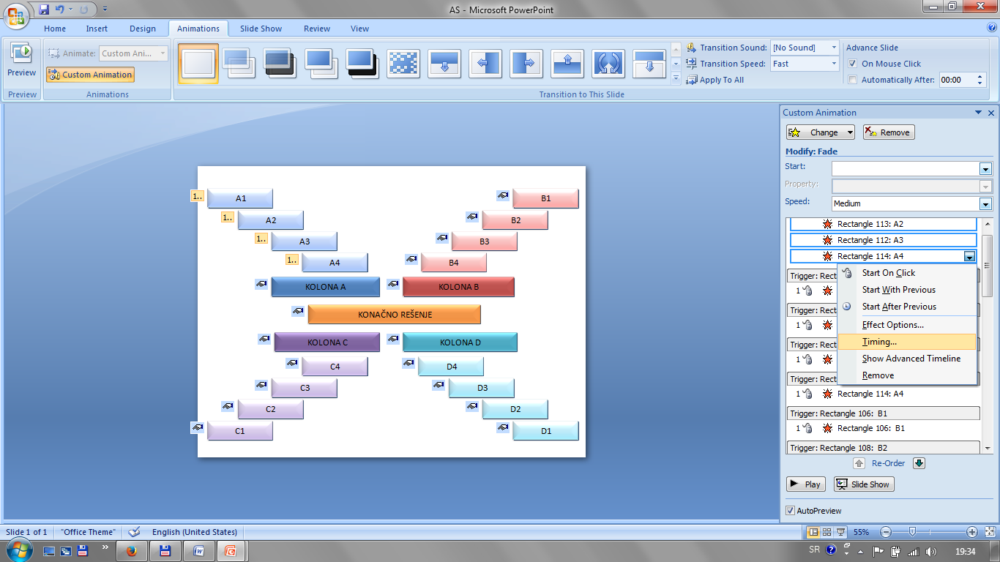 AS - Microsoft PowerPoint
Home Insert Design Animations Slide Show Review View
Preview
Animate: Custom Ani...
Custom Animation
Transition Sound: [No Sound]
Transition Speed: Fast
Apply To All
Advance Slide
On Mouse Click
Automatically After: 00:00
Preview Animations Transition to This Slide
1.. A1
1.. A2
1.. A3
1.. A4
B1
B2
B3
B4
KOLONA A
KOLONA B
KONAČNO REŠENJE
KOLONA C
KOLONA D
C4
C3
C2
C1
D4
D3
D2
D1
Custom Animation
Change Remove
Modify: Fade
Start:
Property:
Speed: Medium
Rectangle 113: A2
Rectangle 112: A3
Rectangle 114: A4
Trigger: Rect
1
Trigger: Rect
1
Trigger: Rect
1
Trigger: Rect
1 Rectangle 114: A4
Trigger: Rectangle 106: B1
1 Rectangle 106: B1
Trigger: Rectangle 108: B2
Start On Click
Start With Previous
Start After Previous
Effect Options...
Timing...
Show Advanced Timeline
Remove
Re-Order
Play Slide Show
AutoPreview
Slide 1 of 1 "Office Theme" English (United States) 55%
SR 19:34